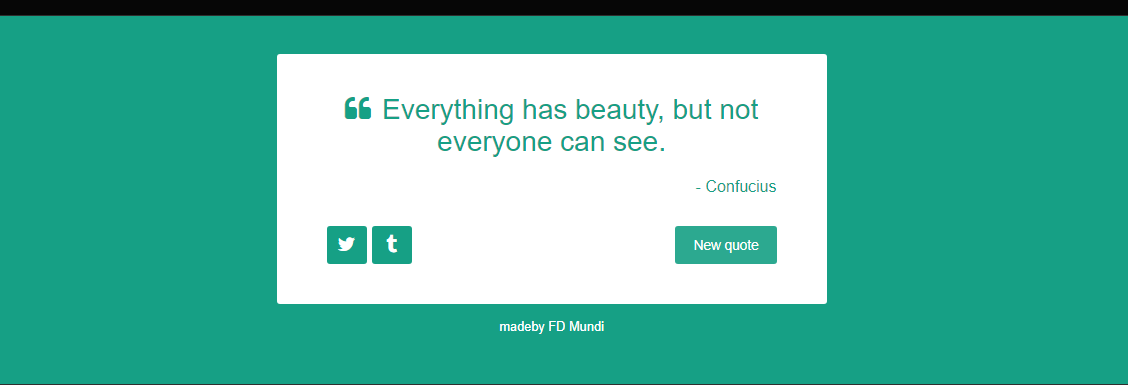 “ Everything has beauty, but not
everyone can see.
- Confucius
New quote
madeby FD Mundi